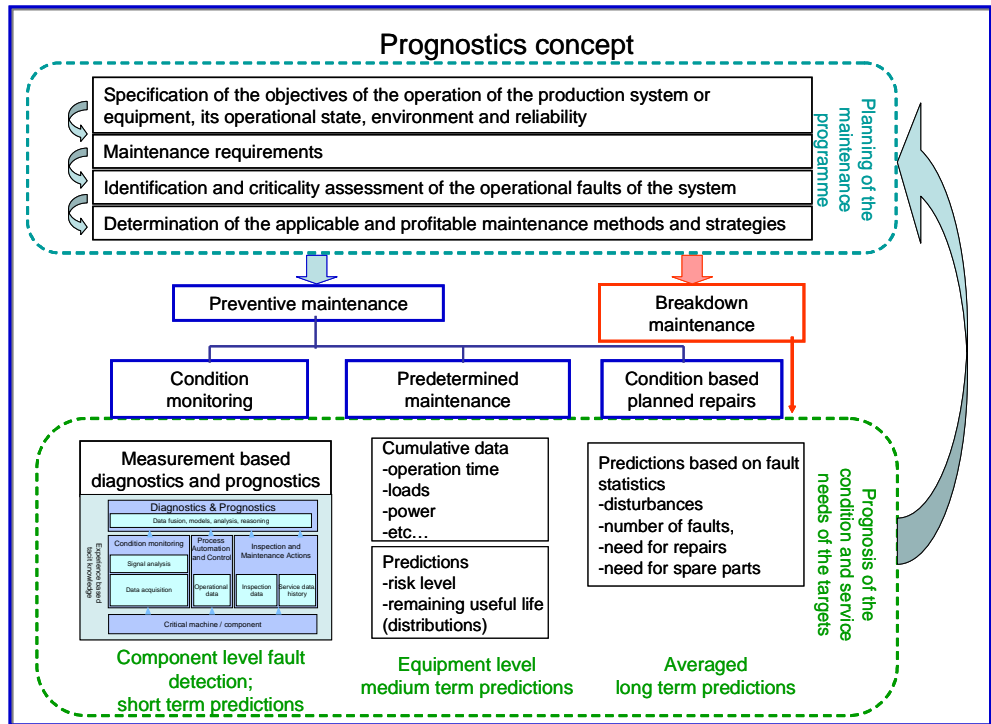 Prognostics concept
Specification of the objectives of the operation of the production system or
equipment, its operational state, environment and reliability
Maintenance requirements
Identification and criticality assessment of the operational faults of the system
Determination of the applicable and profitable maintenance methods and strategies
Planning of the
maintenance
programme
Preventive maintenance
Breakdown
maintenance
Condition
monitoring
Predetermined
maintenance
Condition based
planned repairs
Measurement based
diagnostics and prognostics
Diagnostics & Prognostics
Data fusion, models, analysis, reasoning
Condition monitoring
Signal analysis
Data acquisition
Process
Automation
and Control
Operational
data
Inspection and
Maintenance Actions
Inspection
data
Service data,
history
Critical machine / component
Experience based
tacit knowledge
Cumulative data
-operation time
-loads
-power
-etc…
Predictions
-risk level
-remaining useful life
(distributions)
Predictions based on fault
statistics
-disturbances
-number of faults,
-need for repairs
-need for spare parts
Prognosis of the
condition and service
needs of the targets
Component level fault
detection;
short term predictions
Equipment level
medium term predictions
Averaged
long term predictions